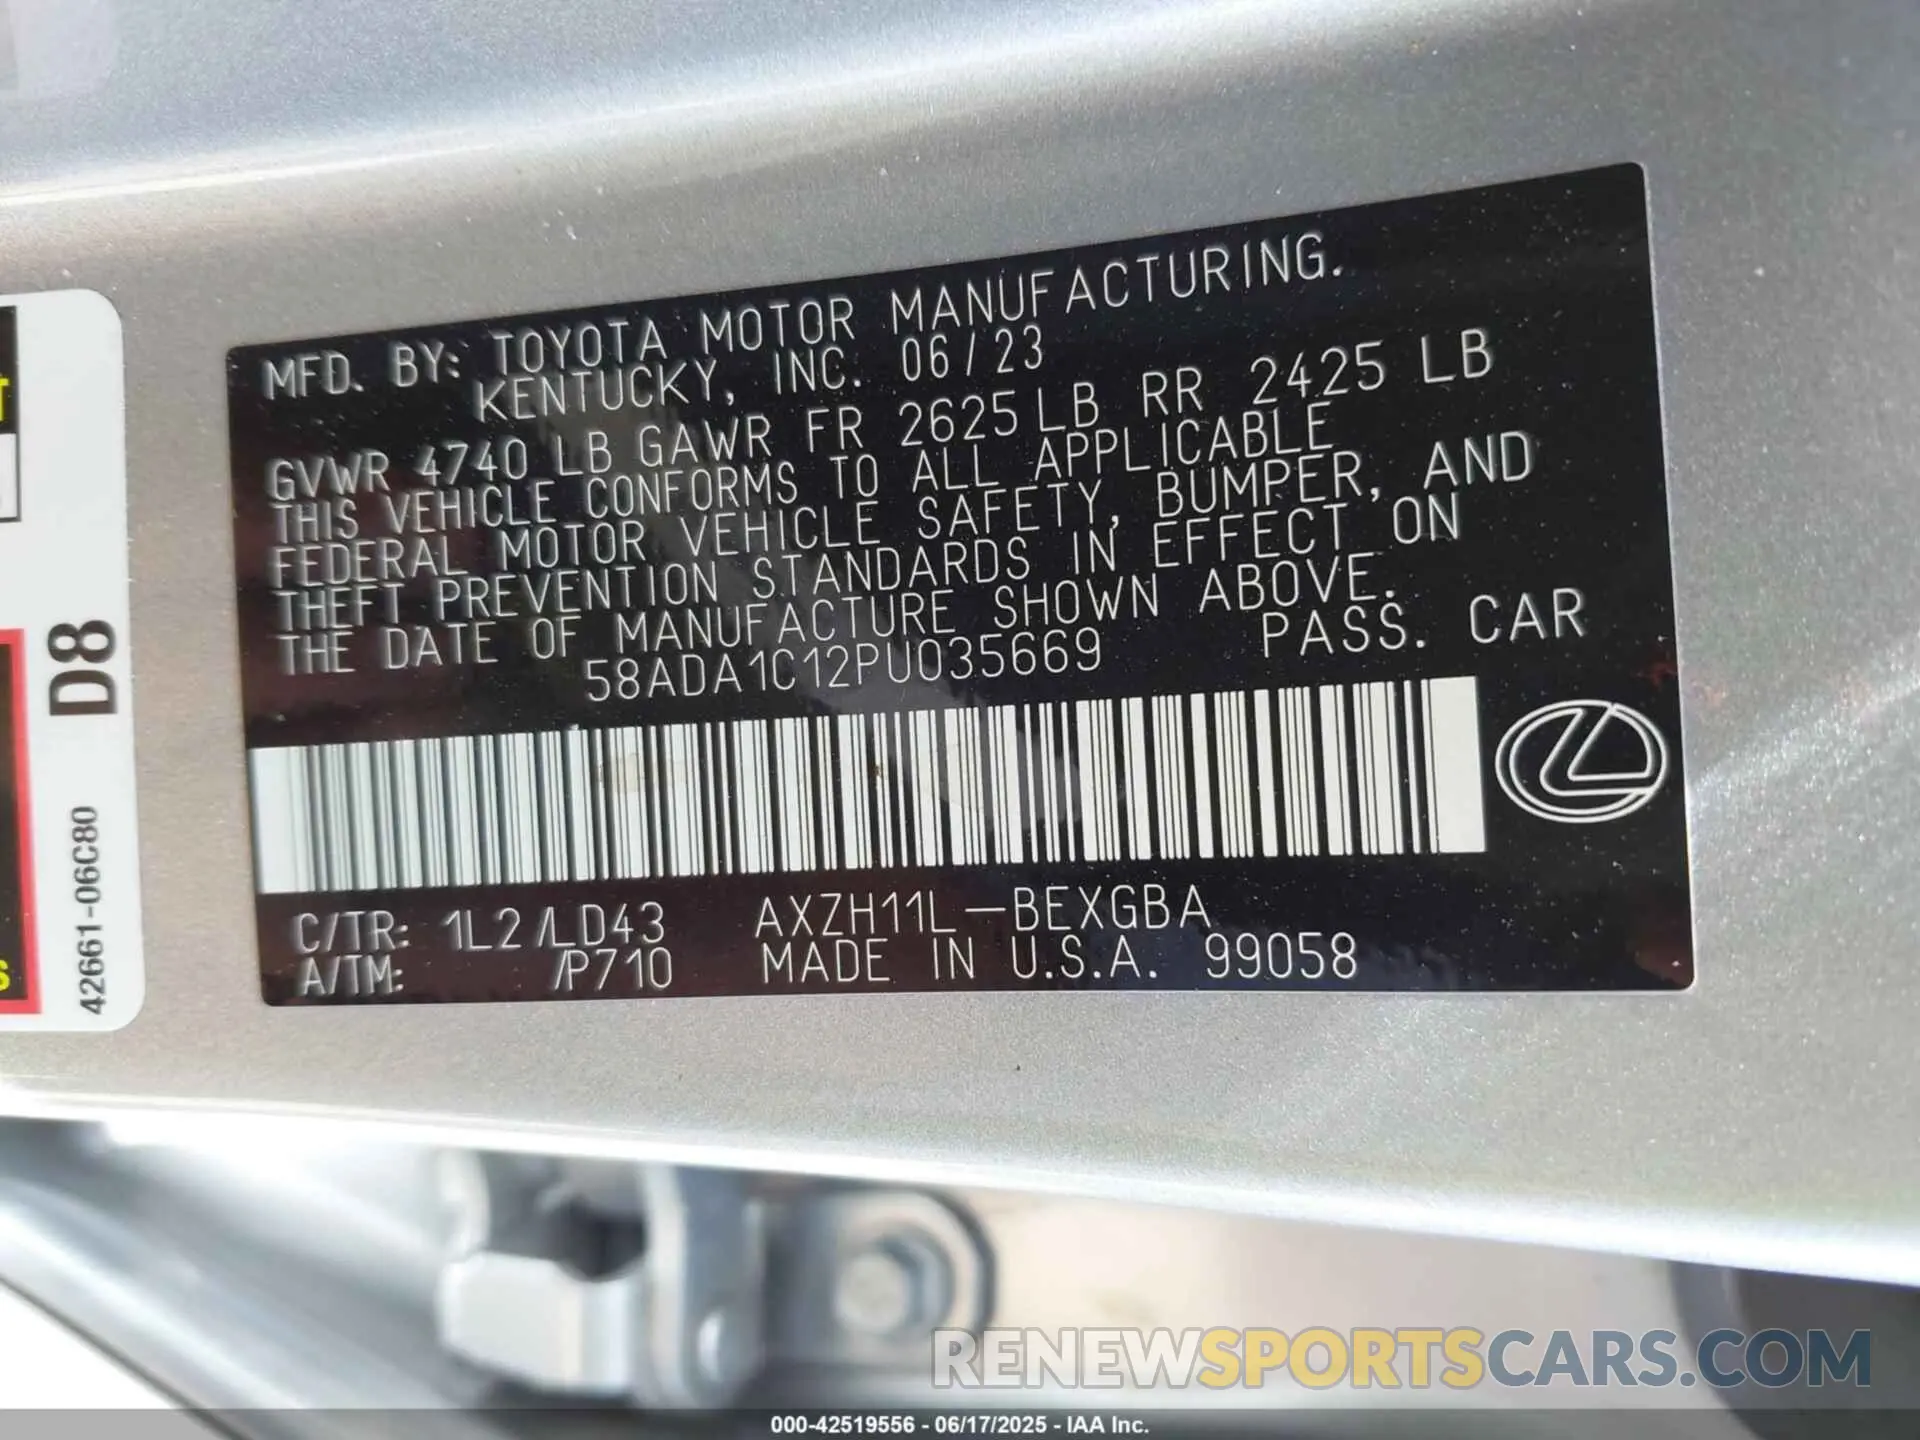 MFD. BY: TOYOTA MOTOR MANUFACTURING.
KENTUCKY, INC. 06/23
GVWR 4740 LB GAWR FR 2625 LB RR 2425 LB
THIS VEHICLE CONFORMS TO ALL APPLICABLE
FEDERAL MOTOR VEHICLE SAFETY, BUMPER, AND
THEFT PREVENTION STANDARDS IN EFFECT ON
THE DATE OF MANUFACTURE SHOWN ABOVE.
58ADA1C12PU035669 PASS. CAR
C/TR: 1L2/LD43 AXZH11L-BEXGBA
A/TM: /P710 MADE IN U.S.A. 99058
D8
42661-06C80
RENEWSPORTSCARS.COM
000-42519556 - 06/17/2025 - IAA Inc.